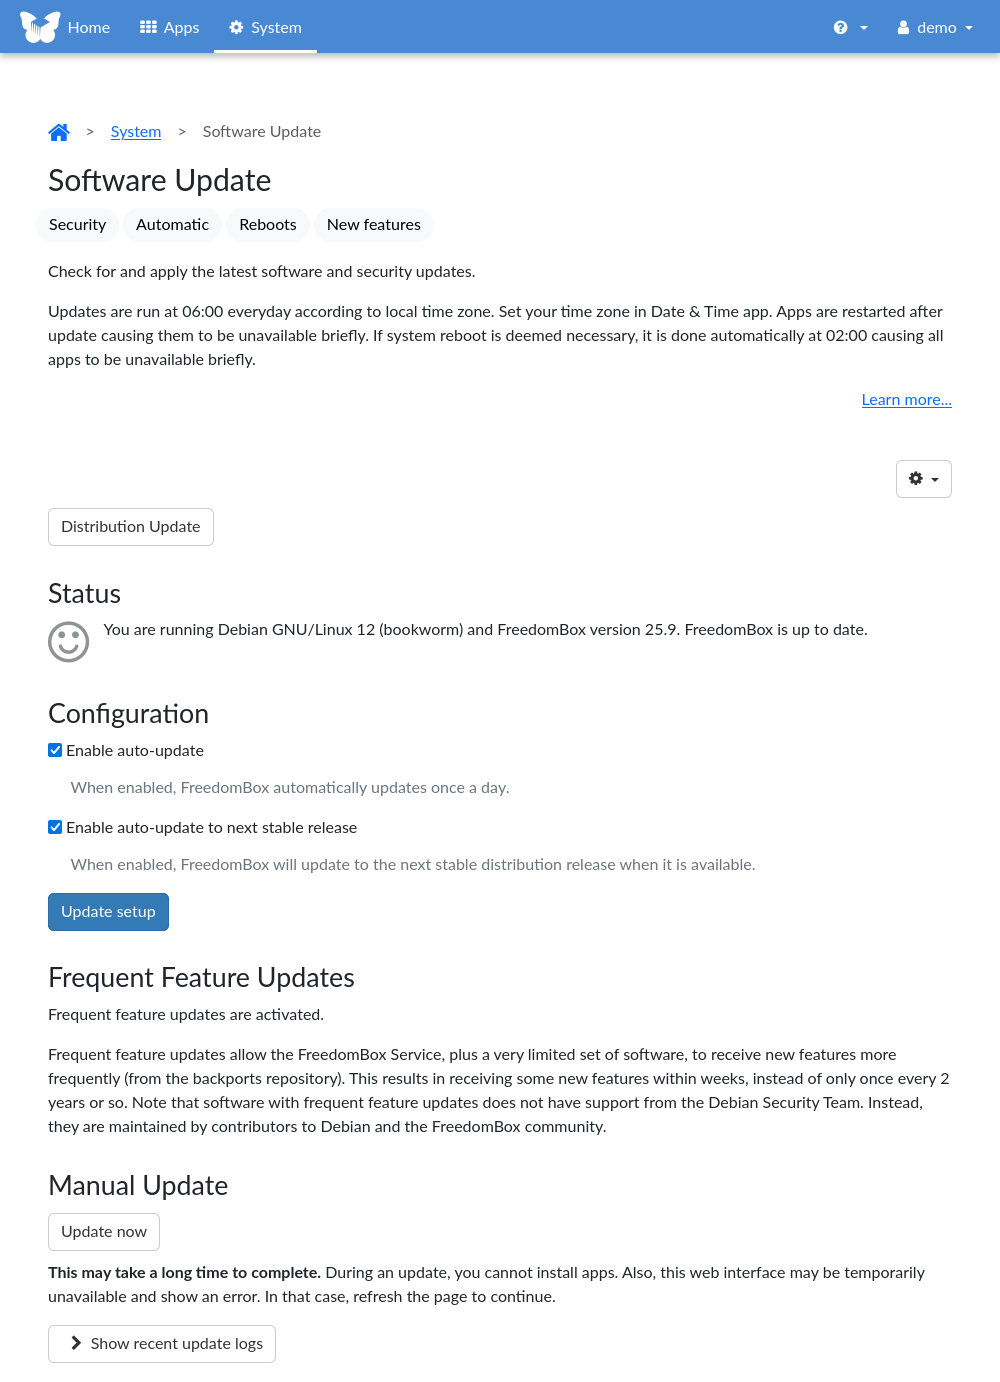 Home Apps System demo
> System > Software Update
Software Update
Security Automatic Reboots New features
Check for and apply the latest software and security updates.
Updates are run at 06:00 everyday according to local time zone. Set your time zone in Date & Time app. Apps are restarted after
update causing them to be unavailable briefly. If system reboot is deemed necessary, it is done automatically at 02:00 causing all
apps to be unavailable briefly.
Learn more...
Distribution Update
Status
You are running Debian GNU/Linux 12 (bookworm) and FreedomBox version 25.9. FreedomBox is up to date.
Configuration
Enable auto-update
When enabled, FreedomBox automatically updates once a day.
Enable auto-update to next stable release
When enabled, FreedomBox will update to the next stable distribution release when it is available.
Update setup
Frequent Feature Updates
Frequent feature updates are activated.
Frequent feature updates allow the FreedomBox Service, plus a very limited set of software, to receive new features more
frequently (from the backports repository). This results in receiving some new features within weeks, instead of only once every 2
years or so. Note that software with frequent feature updates does not have support from the Debian Security Team. Instead,
they are maintained by contributors to Debian and the FreedomBox community.
Manual Update
Update now
This may take a long time to complete. During an update, you cannot install apps. Also, this web interface may be temporarily
unavailable and show an error. In that case, refresh the page to continue.
Show recent update logs